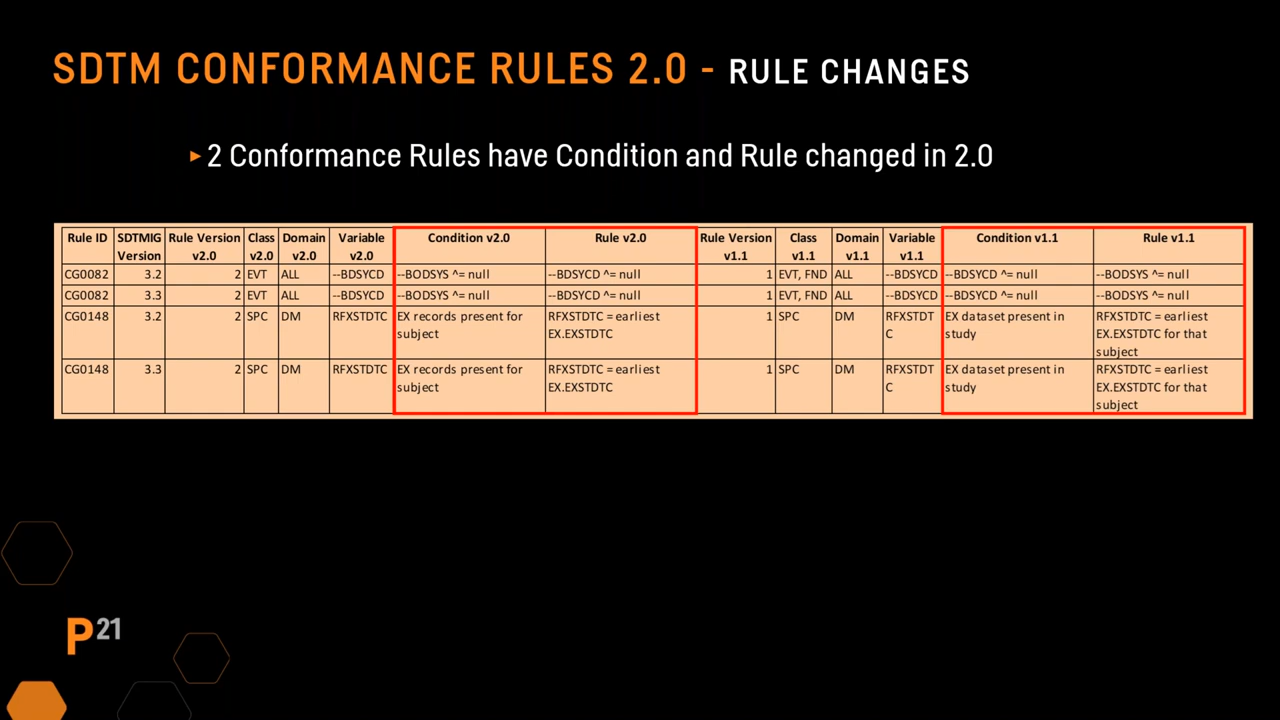 SDTM CONFORMANCE RULES 2.0 - RULE CHANGES
▸ 2 Conformance Rules have Condition and Rule changed in 2.0
Rule ID SDTMIG Version Rule Version v2.0 Class v2.0 Domain v2.0 Variable v2.0 Condition v2.0 Rule v2.0 Rule Version v1.1 Class v1.1 Domain v1.1 Variable v1.1 Condition v1.1 Rule v1.1
CG0082 3.2 2 EVT ALL --BDSYCD --BODSYS ^= null --BDSYCD ^= null 1 EVT, FND ALL --BDSYCD --BDSYCD ^= null --BODSYS ^= null
CG0082 3.3 2 EVT ALL --BDSYCD --BODSYS ^= null --BDSYCD ^= null 1 EVT, FND ALL --BDSYCD --BDSYCD ^= null --BODSYS ^= null
CG0148 3.2 2 SPC DM RFXSTDTC EX records present for subject RFXSTDTC = earliest EX.EXSTDTC 1 SPC DM RFXSTDTC EX dataset present in study RFXSTDTC = earliest EX.EXSTDTC for that subject
CG0148 3.3 2 SPC DM RFXSTDTC EX records present for subject RFXSTDTC = earliest EX.EXSTDTC 1 SPC DM RFXSTDTC EX dataset present in study RFXSTDTC = earliest EX.EXSTDTC for that subject
P21